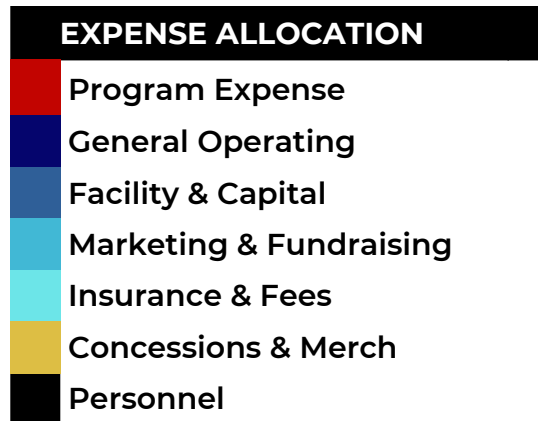 EXPENSE ALLOCATION
Program Expense
General Operating
Facility & Capital
Marketing & Fundraising
Insurance & Fees
Concessions & Merch
Personnel